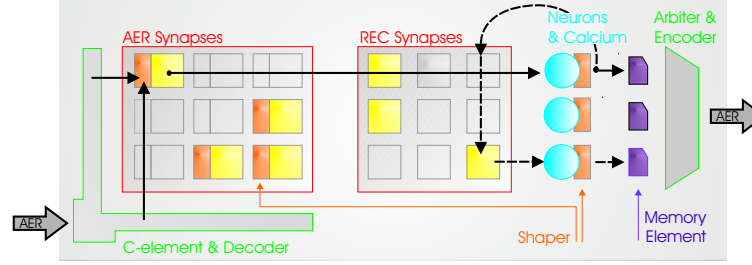 AER Synapses
REC Synapses
Neurons
& Calcium
Arbiter &
Encoder
AER
AER
C-element & Decoder
Shaper
Memory
Element